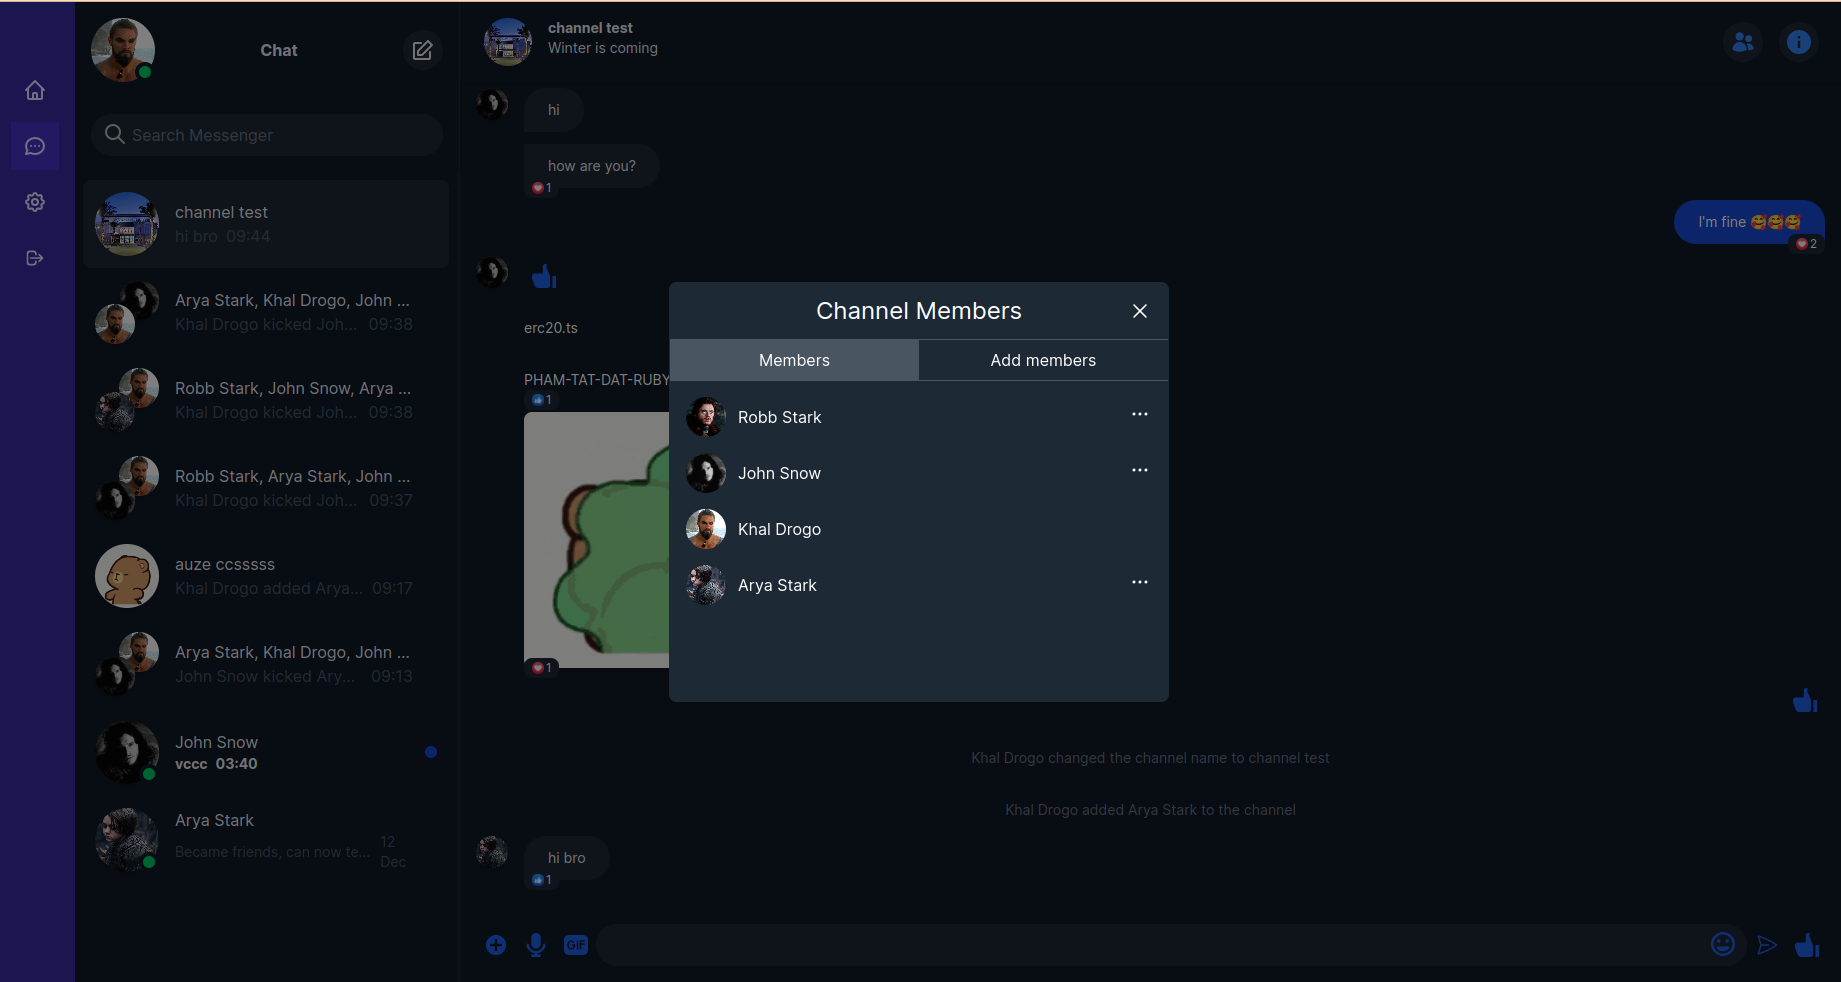 Chat
Search Messenger
channel test
hi bro 09:44
Arya Stark, Khal Drogo, John ...
Khal Drogo kicked Joh... 09:38
Robb Stark, John Snow, Arya ...
Khal Drogo kicked Joh... 09:38
Robb Stark, Arya Stark, John ...
Khal Drogo kicked Joh... 09:37
auze ccsssss
Khal Drogo added Arya... 09:17
Arya Stark, Khal Drogo, John ...
John Snow kicked Ary... 09:13
John Snow
vccc 03:40
Arya Stark
Became friends, can now te... 12 Dec
channel test
Winter is coming
hi
how are you?
1
I'm fine 🥰🥰🥰
2
erc20.ts
PHAM-TAT-DAT-RUBY
1
1
Channel Members
Members
Add members
Robb Stark
John Snow
Khal Drogo
Arya Stark
Khal Drogo changed the channel name to channel test
Khal Drogo added Arya Stark to the channel
hi bro
1
GIF